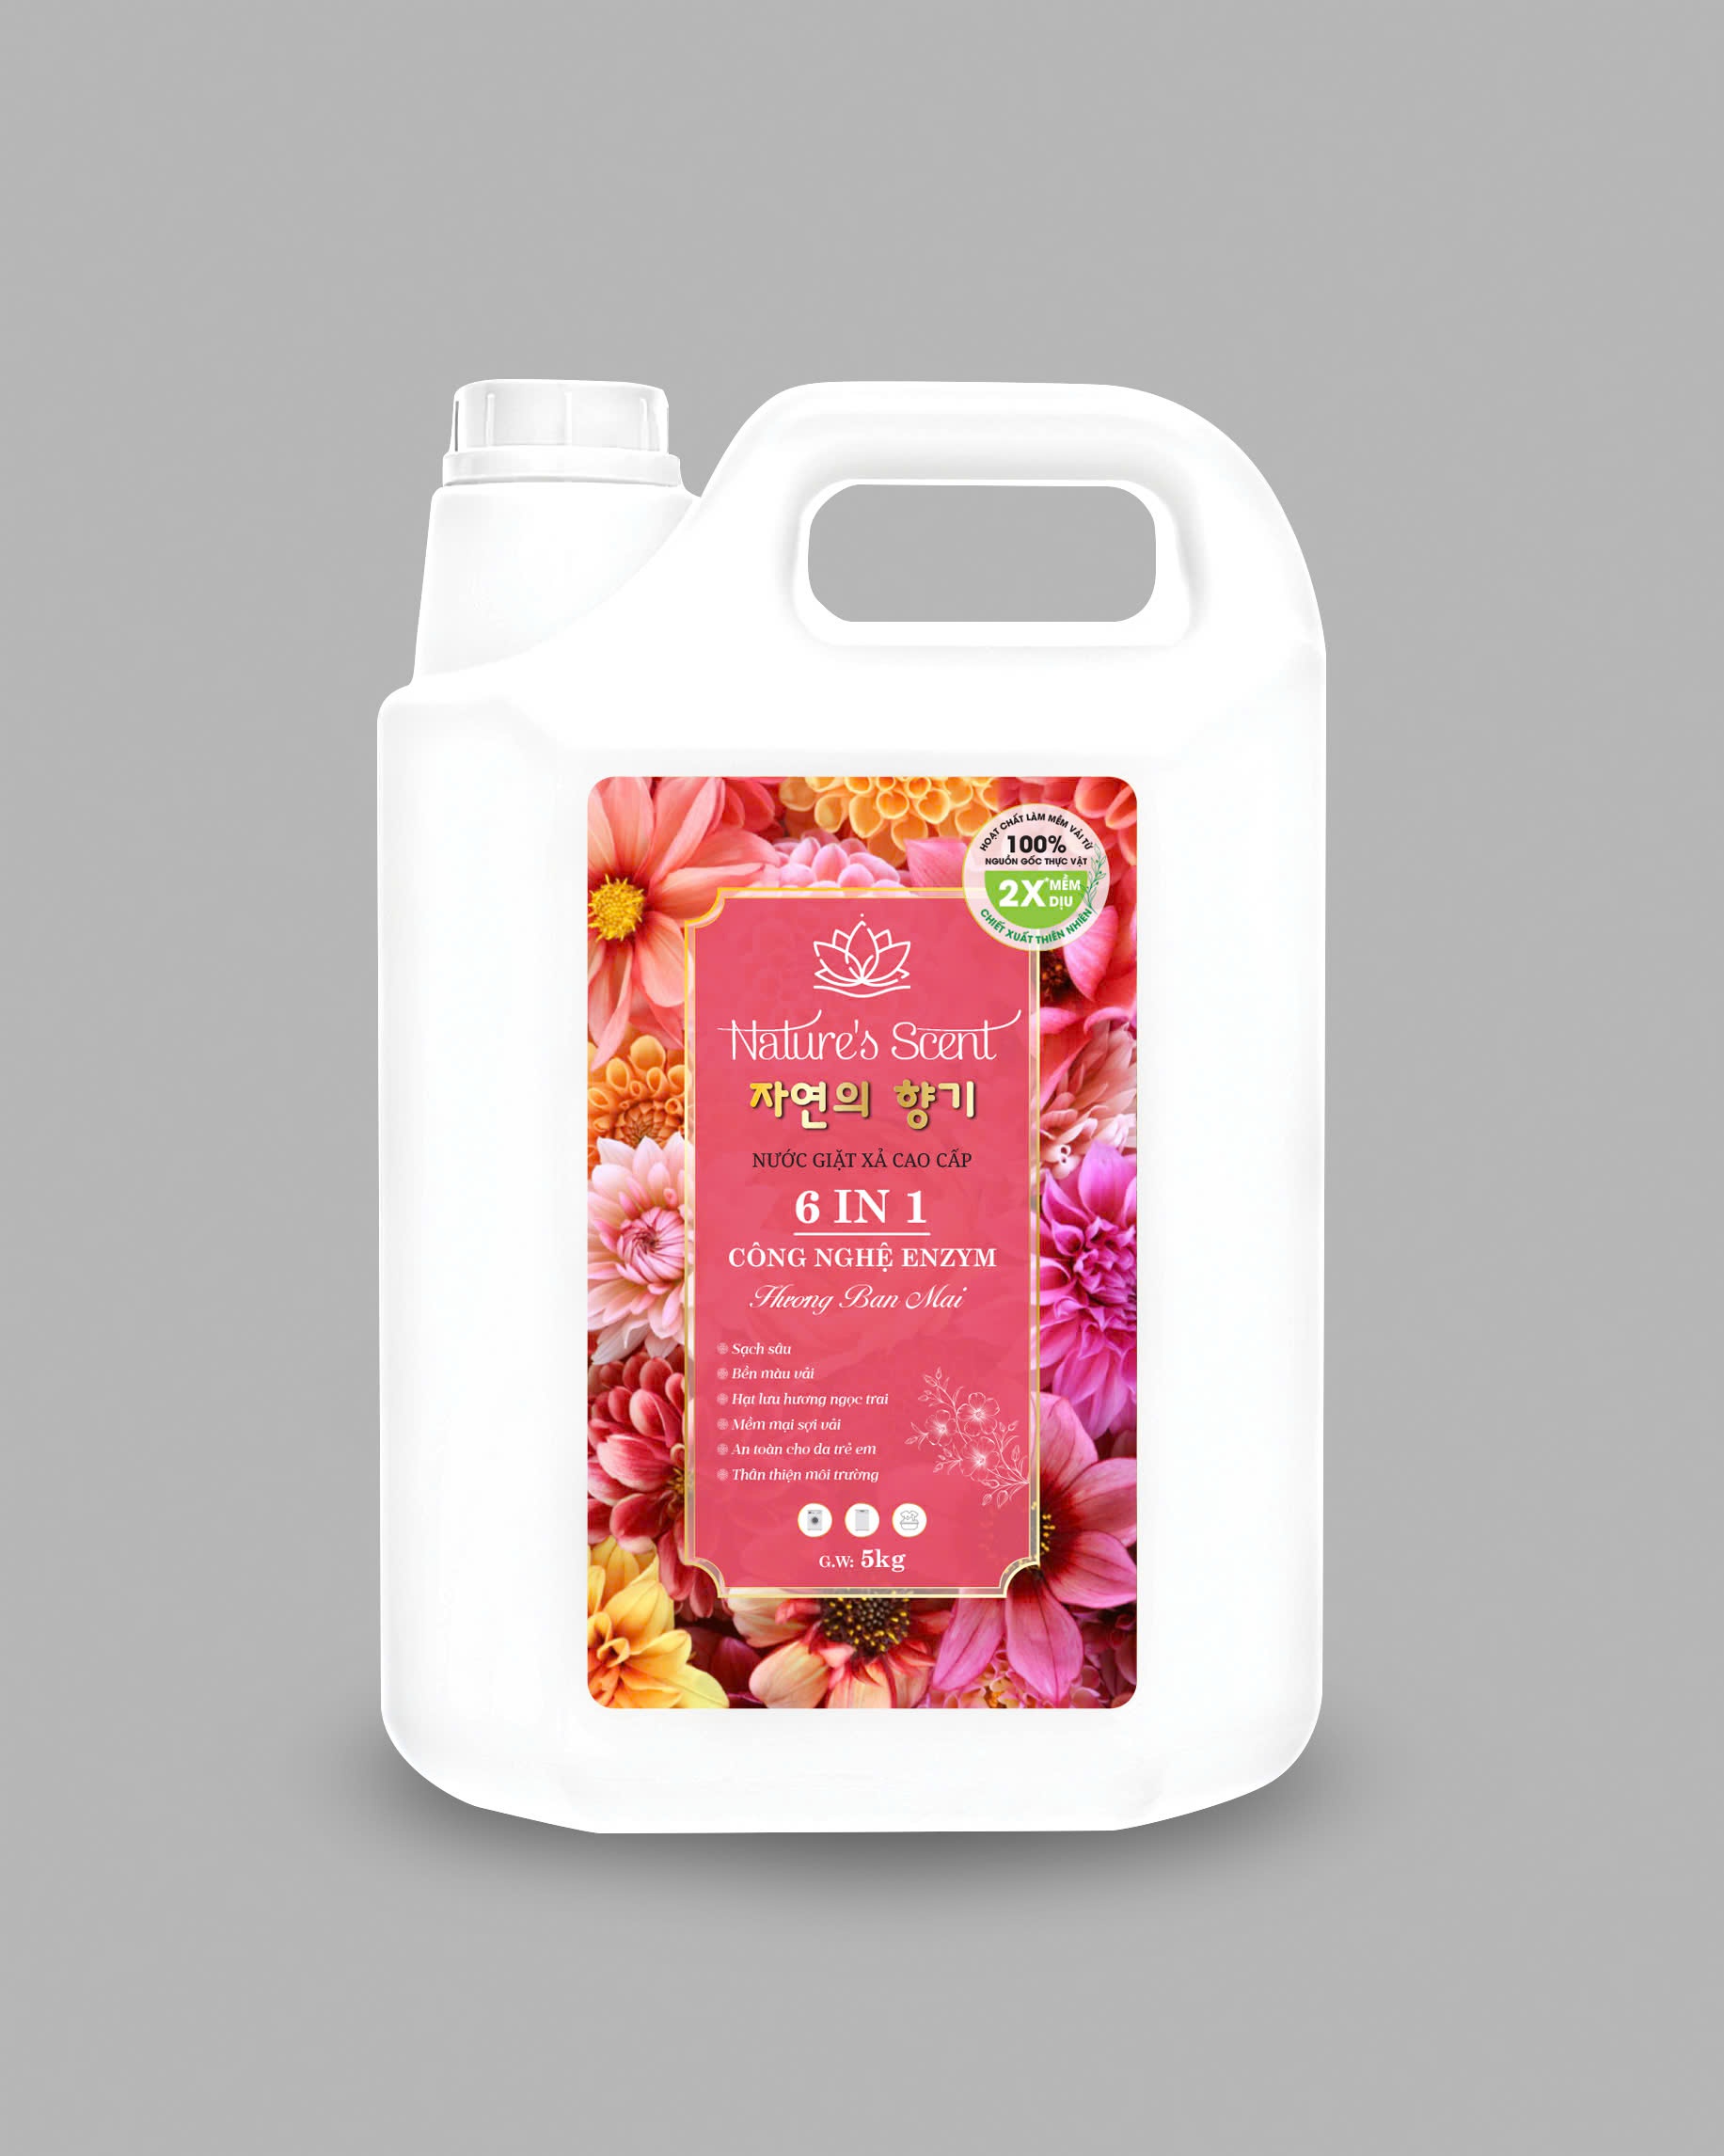 HOẠT CHẤT LÀM MỀM VẢI TỪ
100%
NGUỒN GỐC THỰC VẬT
2X* MỀM
DỊU
CHIẾT XUẤT THIÊN NHIÊN
Nature's Scent
자연의 향기
NƯỚC GIẶT XẢ CAO CẤP
6 IN 1
CÔNG NGHỆ ENZYM
Hương Ban Mai
Sạch sâu
Bền màu vải
Hạt lưu hương ngọc trai
Mềm mại sợi vải
An toàn cho da trẻ em
Thân thiện môi trường
G.W: 5kg